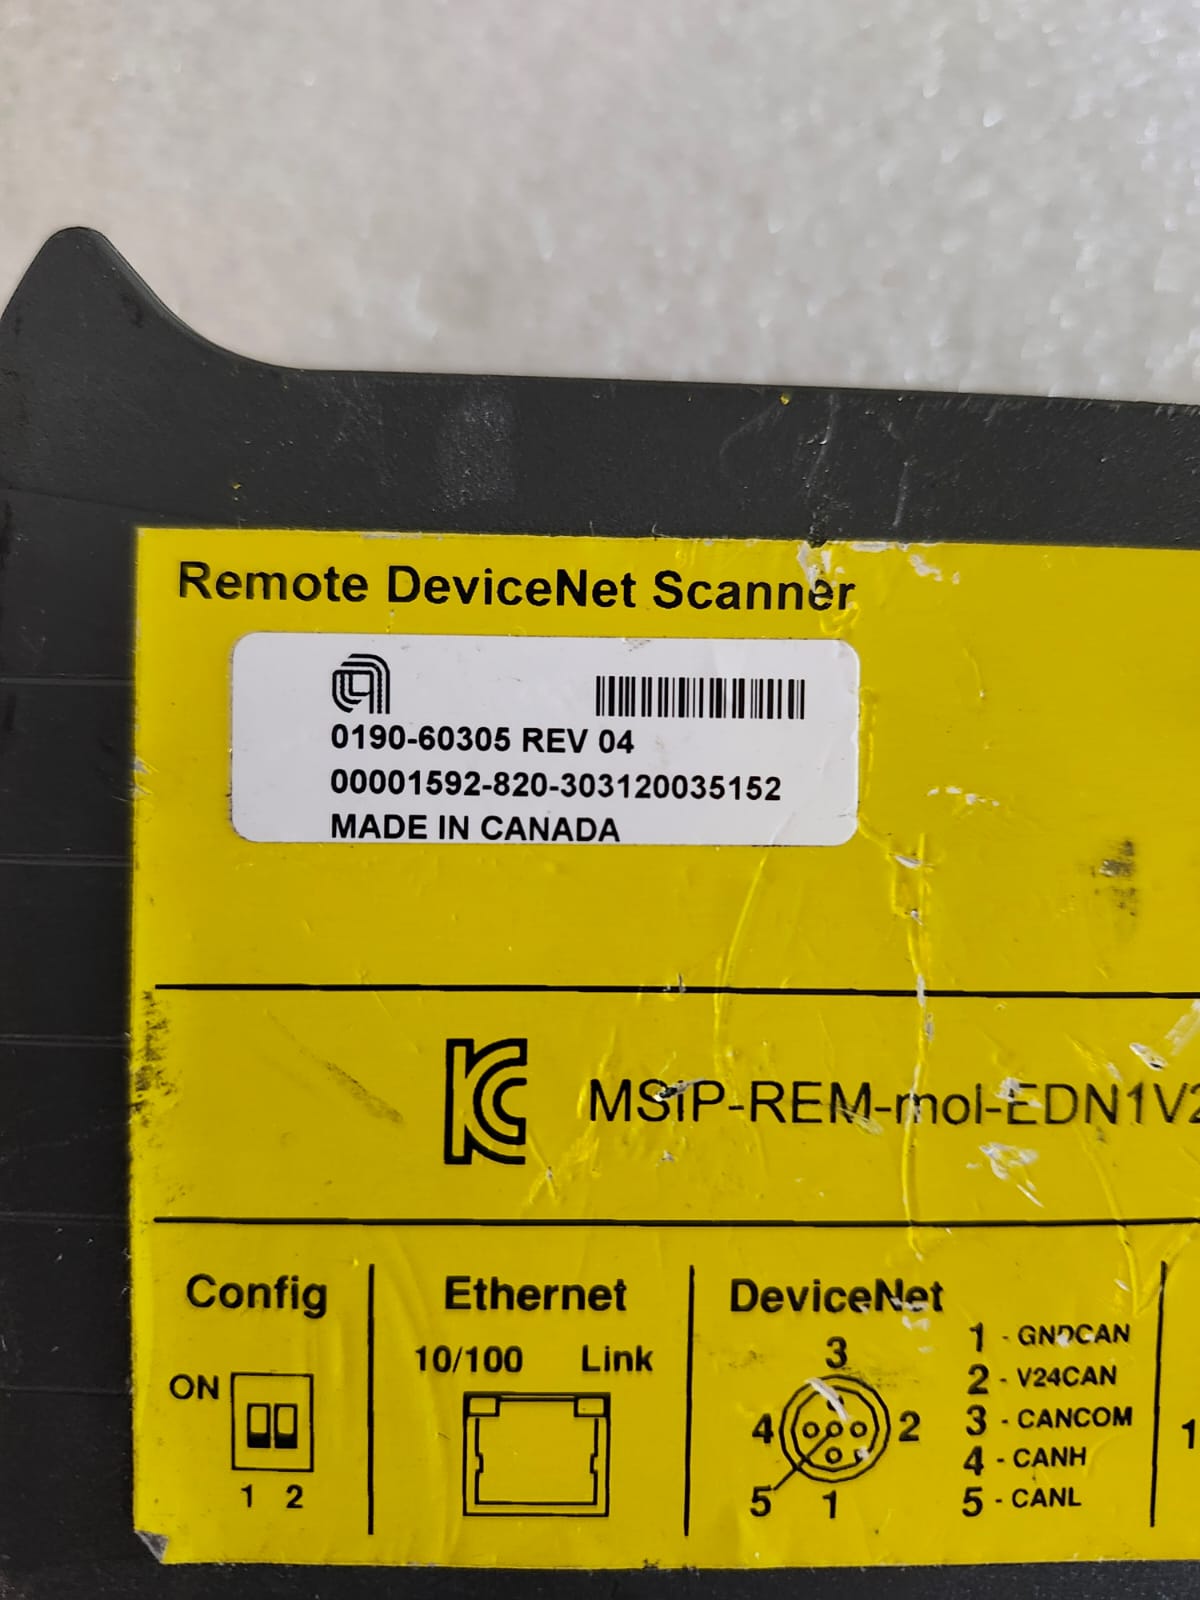 Remote DeviceNet Scanner
0190-60305 REV 04
00001592-820-303120035152
MADE IN CANADA
MSIP-REM-mol-EDN1V2
Config
ON
1 2
Ethernet
10/100 Link
DeviceNet
3
4
2
5
1
1 - GNDCAN
2 - V24CAN
3 - CANCOM
4 - CANH
5 - CANL
1